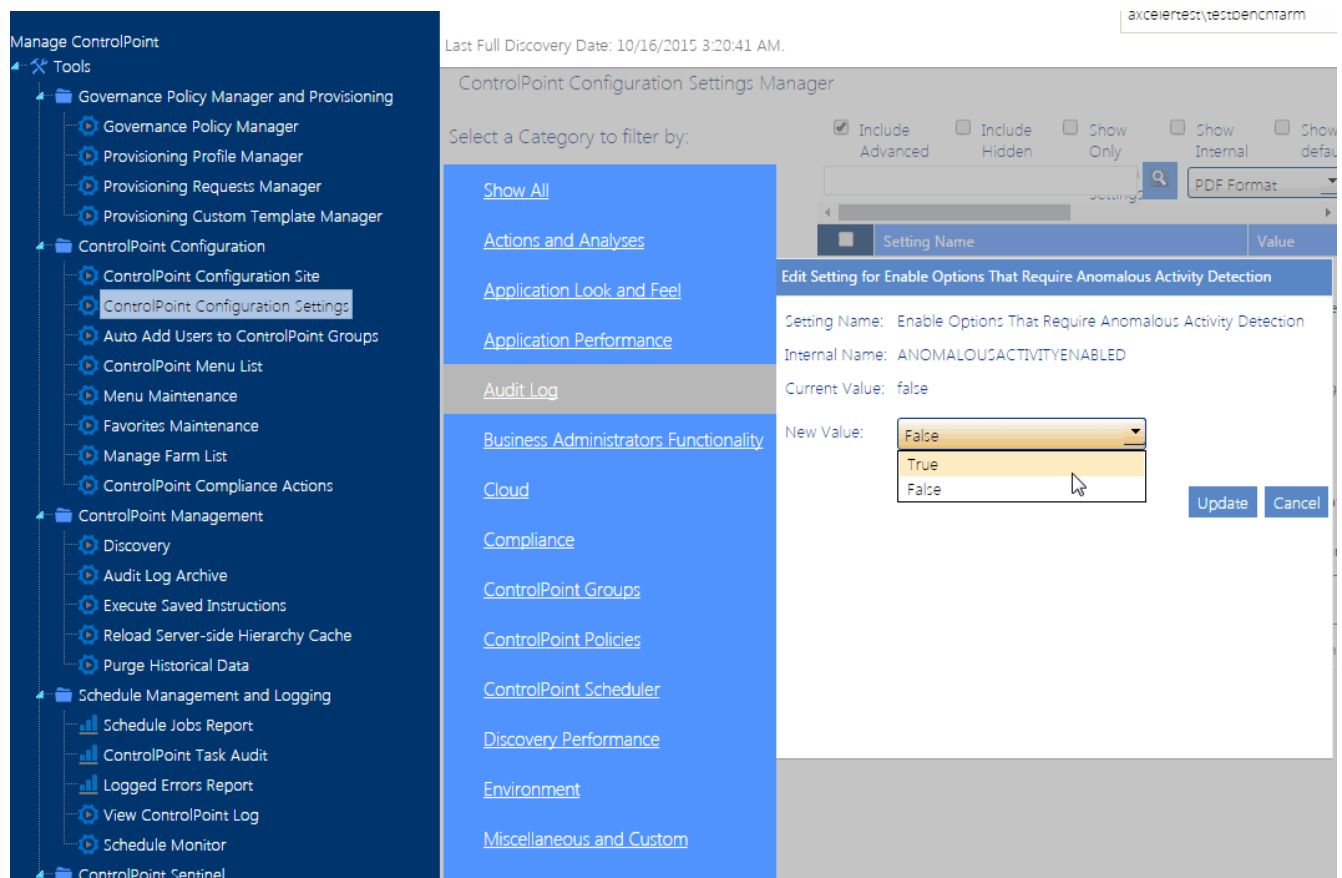 Manage ControlPoint
Tools
Governance Policy Manager and Provisioning
Governance Policy Manager
Provisioning Profile Manager
Provisioning Requests Manager
Provisioning Custom Template Manager
ControlPoint Configuration
ControlPoint Configuration Site
ControlPoint Configuration Settings
Auto Add Users to ControlPoint Groups
ControlPoint Menu List
Menu Maintenance
Favorites Maintenance
Manage Farm List
ControlPoint Compliance Actions
ControlPoint Management
Discovery
Audit Log Archive
Execute Saved Instructions
Reload Server-side Hierarchy Cache
Purge Historical Data
Schedule Management and Logging
Schedule Jobs Report
ControlPoint Task Audit
Logged Errors Report
View ControlPoint Log
Schedule Monitor
ControlPoint Sentinel
axcelertest\testbenchfarm
Last Full Discovery Date: 10/16/2015 3:20:41 AM.
ControlPoint Configuration Settings Manager
Select a Category to filter by:
Show All
Actions and Analyses
Application Look and Feel
Application Performance
Audit Log
Business Administrators Functionality
Cloud
Compliance
ControlPoint Groups
ControlPoint Policies
ControlPoint Scheduler
Discovery Performance
Environment
Miscellaneous and Custom
Include Advanced
Include Hidden
Show Only
Settings
Show Internal
Show defau
PDF Format
Setting Name Value
Edit Setting for Enable Options That Require Anomalous Activity Detection
Setting Name: Enable Options That Require Anomalous Activity Detection
Internal Name: ANOMALOUSACTIVITYENABLED
Current Value: false
New Value: False
True
False
Update Cancel